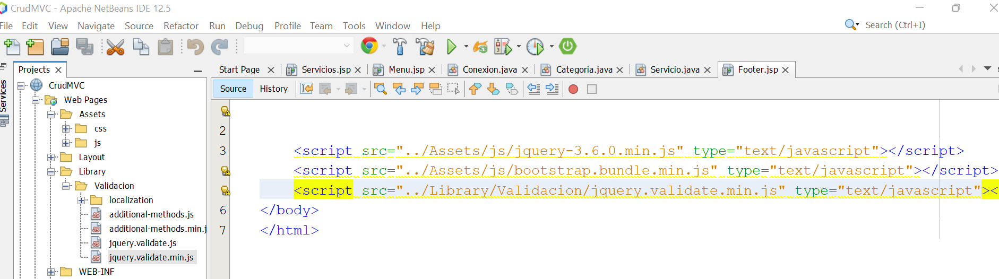 CrudMVC - Apache NetBeans IDE 12.5
File Edit View Navigate Source Refactor Run Debug Profile Team Tools Window Help
Search (Ctrl+I)
Projects
Start Page Servicios.jsp Menu.jsp Conexion.java Categoria.java Servicio.java Footer.jsp
Services
Source History
CrudMVC
Web Pages
Assets
css
js
Layout
Library
Validacion
localization
additional-methods.js
additional-methods.min.j
jquery.validate.js
jquery.validate.min.js
WEB-INF
2
3 <script src="../Assets/js/jquery-3.6.0.min.js" type="text/javascript"></script>
<script src="../Assets/js/bootstrap.bundle.min.js" type="text/javascript"></script>
<script src="../Library/Validacion/jquery.validate.min.js" type="text/javascript"><
6 </body>
7 </html>